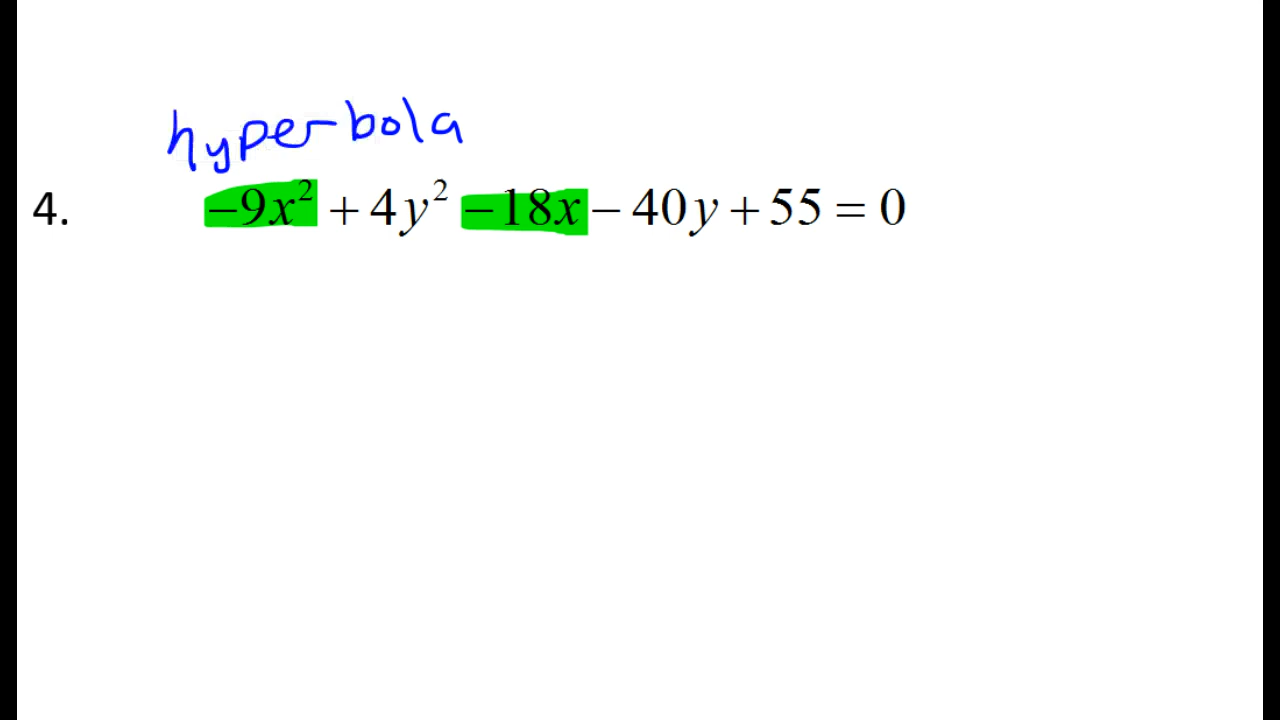 hyperbola
4. −9x² + 4y² −18x − 40y + 55 = 0